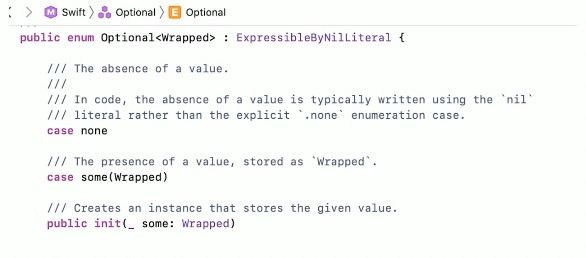 M Swift 〉 Optional 〉 E Optional
public enum Optional<Wrapped> : ExpressibleByNilLiteral {
/// The absence of a value.
///
/// In code, the absence of a value is typically written using the `nil`
/// literal rather than the explicit `.none` enumeration case.
case none
/// The presence of a value, stored as `Wrapped`.
case some(Wrapped)
/// Creates an instance that stores the given value.
public init(_ some: Wrapped)